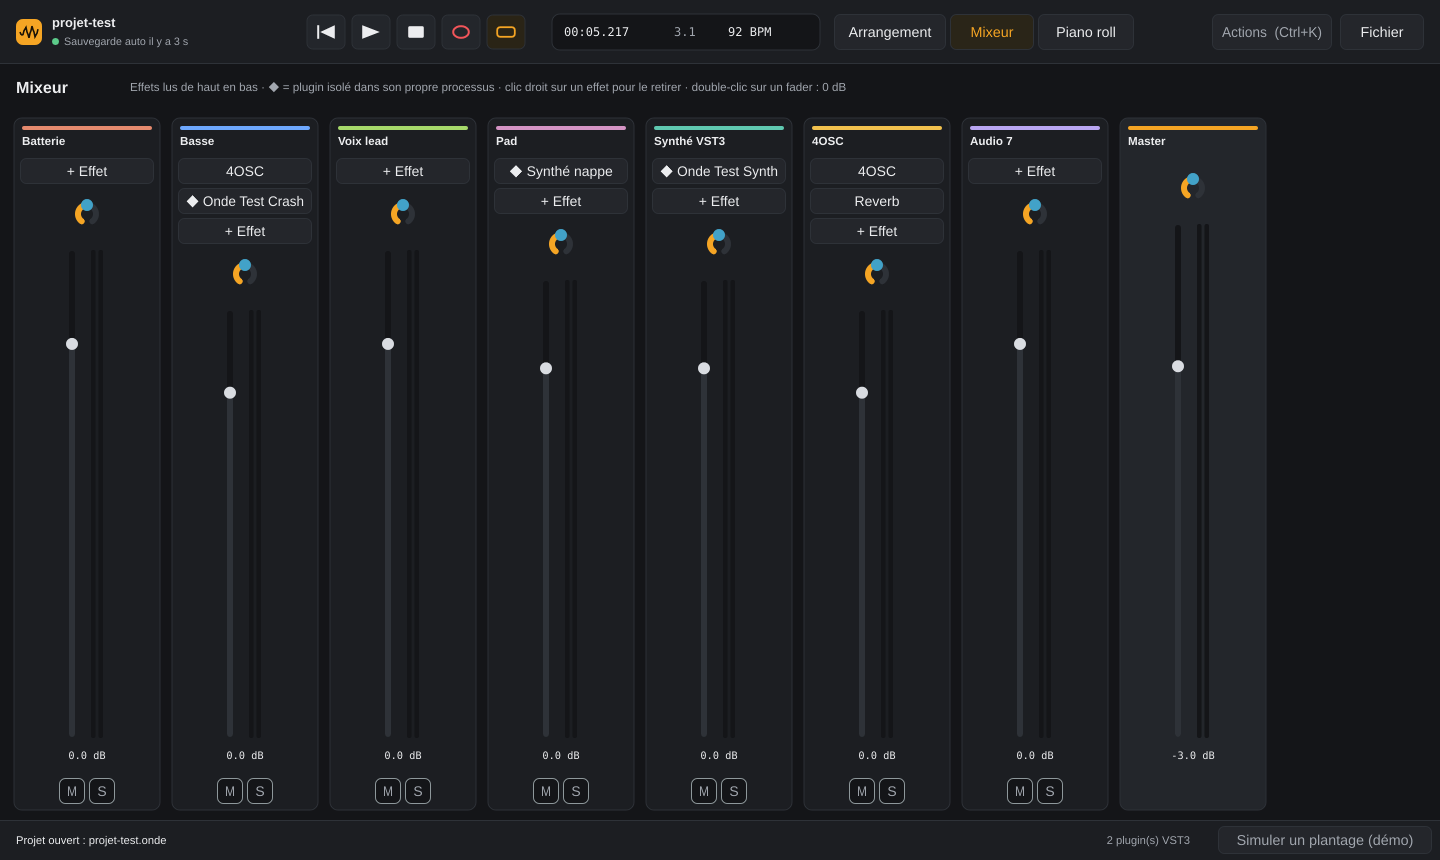 projet-test
Sauvegarde auto il y a 3 s
00:05.217 3.1 92 BPM
Arrangement Mixeur Piano roll
Actions (Ctrl+K) Fichier
Mixeur
Effets lus de haut en bas · ◆ = plugin isolé dans son propre processus · clic droit sur un effet pour le retirer · double-clic sur un fader : 0 dB
Batterie Basse Voix lead Pad Synthé VST3 4OSC Audio 7 Master
+ Effet 4OSC + Effet ◆ Synthé nappe ◆ Onde Test Synth 4OSC + Effet
◆ Onde Test Crash + Effet + Effet Reverb
+ Effet + Effet
0.0 dB 0.0 dB 0.0 dB 0.0 dB 0.0 dB 0.0 dB 0.0 dB -3.0 dB
M S M S M S M S M S M S M S
Projet ouvert : projet-test.onde
2 plugin(s) VST3
Simuler un plantage (démo)